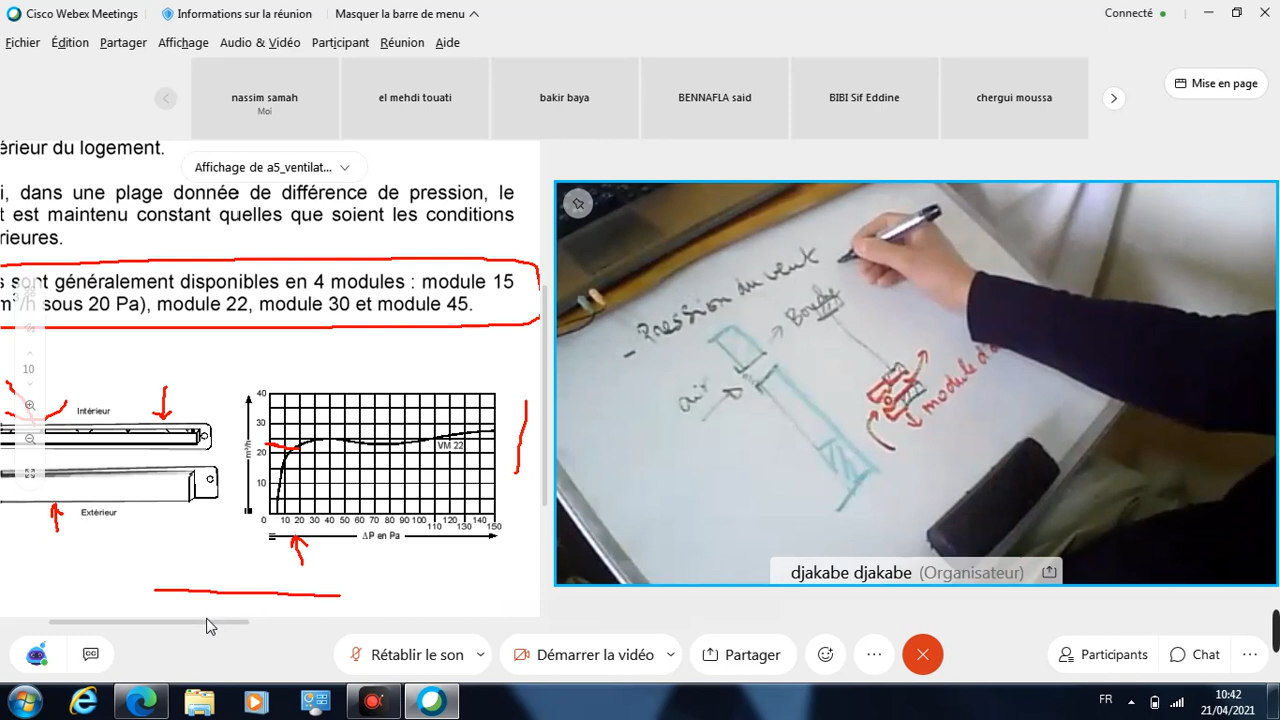 Cisco Webex Meetings
Informations sur la réunion
Masquer la barre de menu
Connecté
Fichier Édition Partager Affichage Audio & Vidéo Participant Réunion Aide
nassim samah
Moi
el mehdi touati
bakir baya
BENNAFLA said
BIBI Sif Eddine
chergui moussa
Mise en page
érieur du logement.
Affichage de a5_ventilat...
i, dans une plage donnée de différence de pression, le
t est maintenu constant quelles que soient les conditions
rieures.
s sont généralement disponibles en 4 modules : module 15
m³/h sous 20 Pa), module 22, module 30 et module 45.
10
Intérieur
Extérieur
40
30
20
10
0
m³/h
VM 22
10 20 30 40 50 60 70 80 90 100 110 120 130 140 150
ΔP en Pa
- Pression du vent
air
Bouche
module d'
djakabe djakabe (Organisateur)
Rétablir le son
Démarrer la vidéo
Partager
Participants
Chat
FR
10:42
21/04/2021